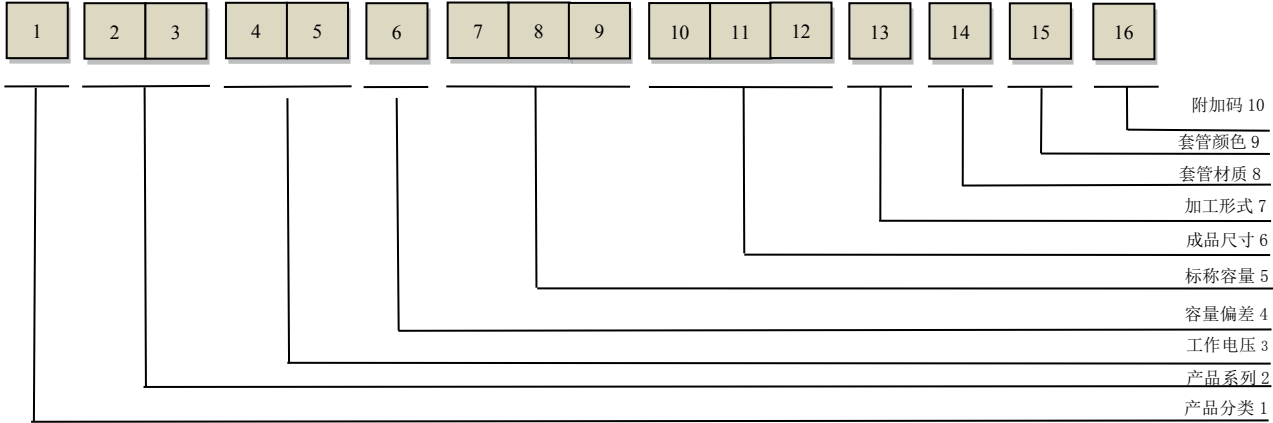 1 2 3 4 5 6 7 8 9 10 11 12 13 14 15 16
附加码 10
套管颜色 9
套管材质 8
加工形式 7
成品尺寸 6
标称容量 5
容量偏差 4
工作电压 3
产品系列 2
产品分类 1